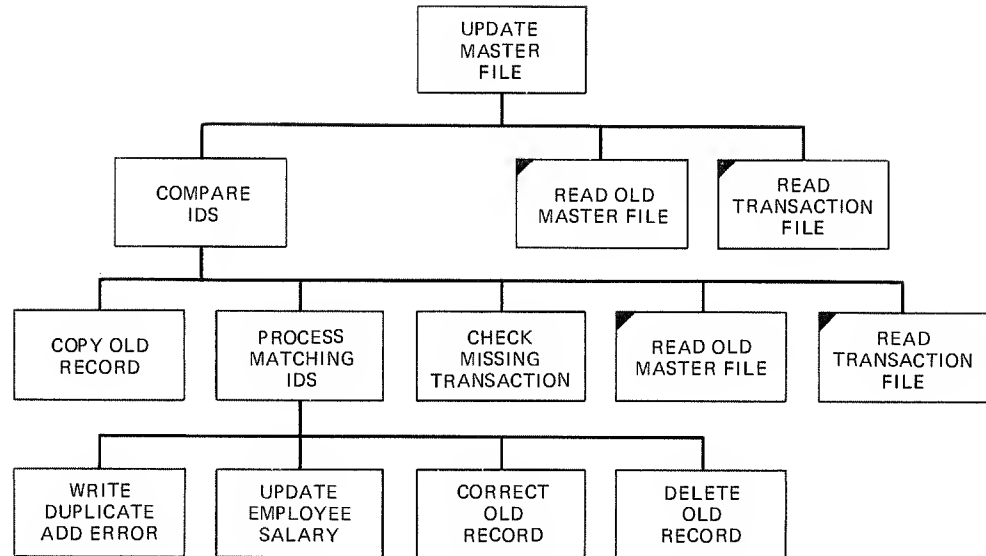 UPDATE
MASTER
FILE
COMPARE
IDS
READ OLD
MASTER FILE
READ
TRANSACTION
FILE
COPY OLD
RECORD
PROCESS
MATCHING
IDS
CHECK
MISSING
TRANSACTION
READ OLD
MASTER FILE
READ
TRANSACTION
FILE
WRITE
DUPLICATE
ADD ERROR
UPDATE
EMPLOYEE
SALARY
CORRECT
OLD
RECORD
DELETE
OLD
RECORD